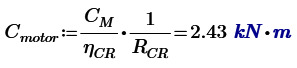 C_motor := C_M / η_CR · 1 / R_CR = 2.43 kN · m